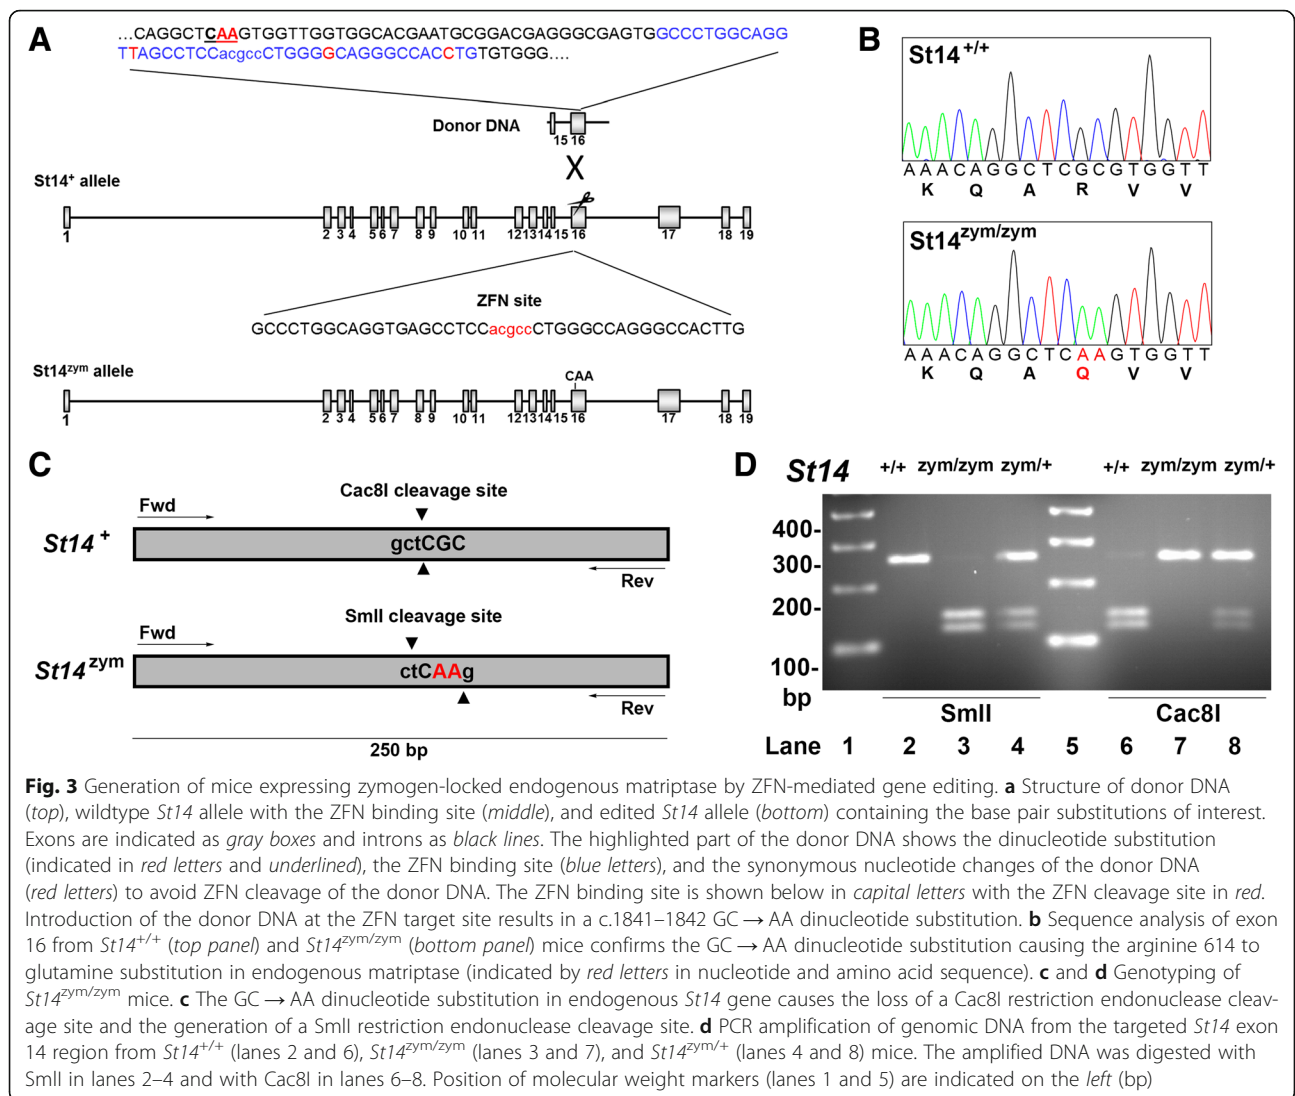 A
...CAGGCTCAAGTGGTTGGTGGCACGAATGCGGACGAGGGCGAGTGGCCCTGGCAGG
TTAGCCTCCacgccCTGGGGCAGGGCCACCTGTGTGGG....
Donor DNA
15 16
X
St14+ allele
1 2 3 4 5 6 7 8 9 10 11 12 13 14 15 16 17 18 19
ZFN site
GCCCTGGCAGGTGAGCCTCCacgccCTGGGCCAGGGCCACTTG
St14zym allele
CAA
1 2 3 4 5 6 7 8 9 10 11 12 13 14 15 16 17 18 19
B
St14+/+
A A A C A G G C T C G C G T G G T T
K Q A R V V
St14zym/zym
A A A C A G G C T C A A G T G G T T
K Q A Q V V
C
Cac8I cleavage site
Fwd
St14+
gctCGC
Rev
SmlI cleavage site
Fwd
St14zym
ctCAAg
Rev
250 bp
D
St14 +/+ zym/zym zym/+ +/+ zym/zym zym/+
400-
300-
200-
100-
bp
SmlI Cac8I
Lane 1 2 3 4 5 6 7 8
Fig. 3 Generation of mice expressing zymogen-locked endogenous matriptase by ZFN-mediated gene editing. a Structure of donor DNA
(top), wildtype St14 allele with the ZFN binding site (middle), and edited St14 allele (bottom) containing the base pair substitutions of interest.
Exons are indicated as gray boxes and introns as black lines. The highlighted part of the donor DNA shows the dinucleotide substitution
(indicated in red letters and underlined), the ZFN binding site (blue letters), and the synonymous nucleotide changes of the donor DNA
(red letters) to avoid ZFN cleavage of the donor DNA. The ZFN binding site is shown below in capital letters with the ZFN cleavage site in red.
Introduction of the donor DNA at the ZFN target site results in a c.1841–1842 GC → AA dinucleotide substitution. b Sequence analysis of exon
16 from St14+/+ (top panel) and St14zym/zym (bottom panel) mice confirms the GC → AA dinucleotide substitution causing the arginine 614 to
glutamine substitution in endogenous matriptase (indicated by red letters in nucleotide and amino acid sequence). c and d Genotyping of
St14zym/zym mice. c The GC → AA dinucleotide substitution in endogenous St14 gene causes the loss of a Cac8I restriction endonuclease cleav-
age site and the generation of a SmlI restriction endonuclease cleavage site. d PCR amplification of genomic DNA from the targeted St14 exon
14 region from St14+/+ (lanes 2 and 6), St14zym/zym (lanes 3 and 7), and St14zym/+ (lanes 4 and 8) mice. The amplified DNA was digested with
SmlI in lanes 2–4 and with Cac8I in lanes 6–8. Position of molecular weight markers (lanes 1 and 5) are indicated on the left (bp)